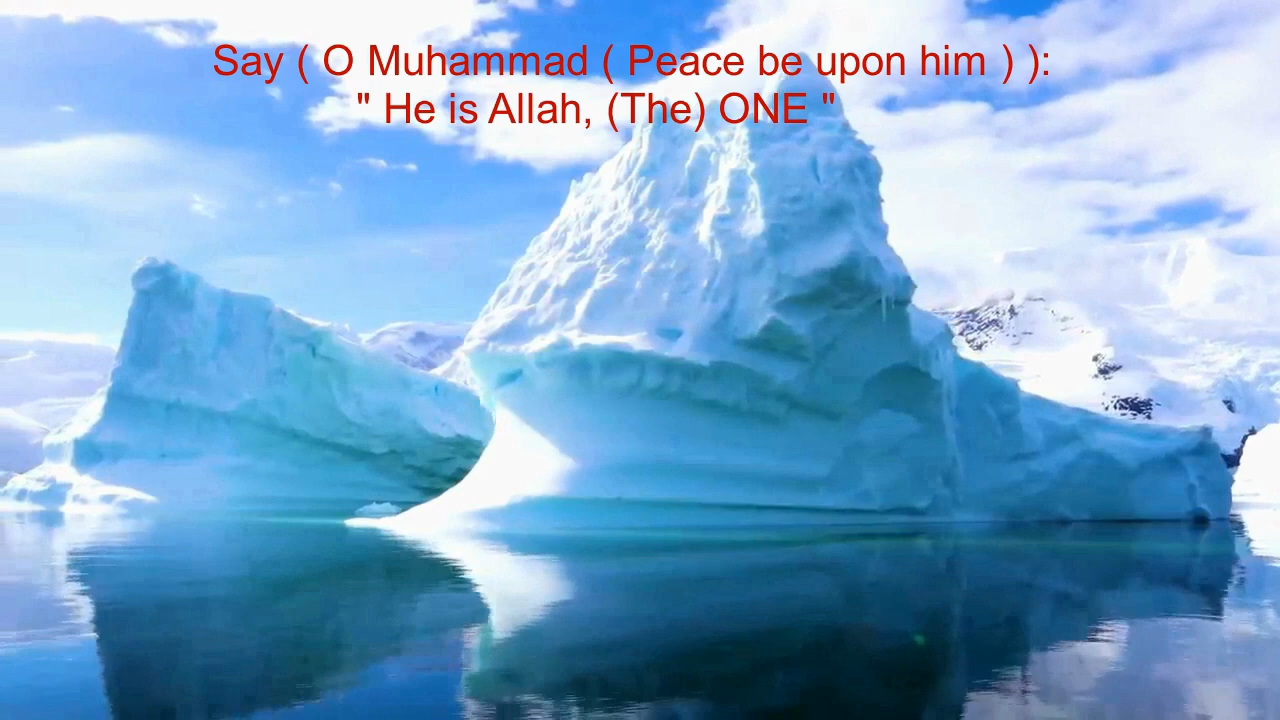 Say ( O Muhammad ( Peace be upon him ) ):
" He is Allah, (The) ONE "